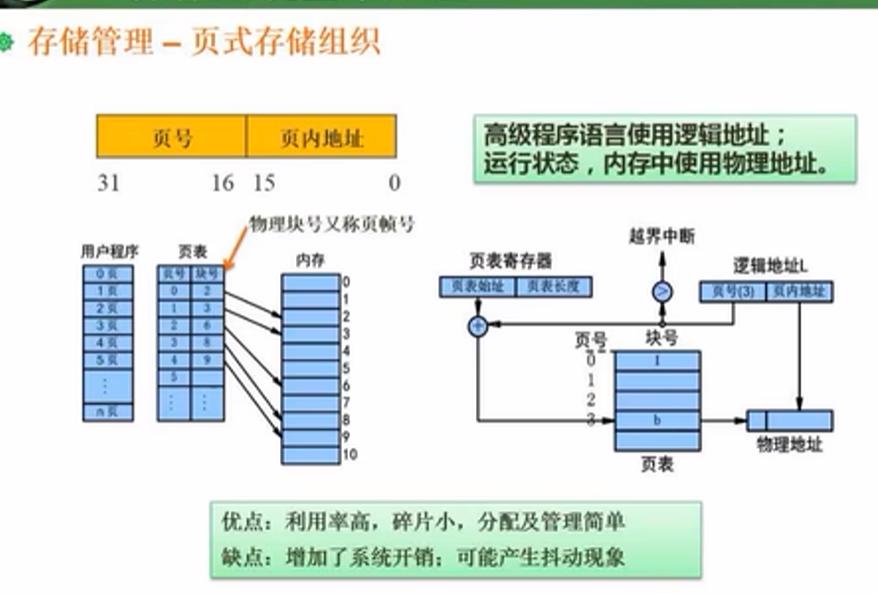 存储管理 – 页式存储组织
页号 页内地址
31 16 15 0
高级程序语言使用逻辑地址；
运行状态，内存中使用物理地址。
物理块号又称页帧号
用户程序
0页
1页
2页
3页
4页
5页
⋮
n页
页表
页号 块号
0 2
1 3
2 6
3 8
4 9
5
⋮ ⋮
内存
0
1
2
3
4
5
6
7
8
9
10
越界中断
页表寄存器
页表始址 页表长度
>
逻辑地址L
页号(3) 页内地址
+
页号 块号
0 1
1
2
3 b
页表
物理地址
优点：利用率高，碎片小，分配及管理简单
缺点：增加了系统开销；可能产生抖动现象